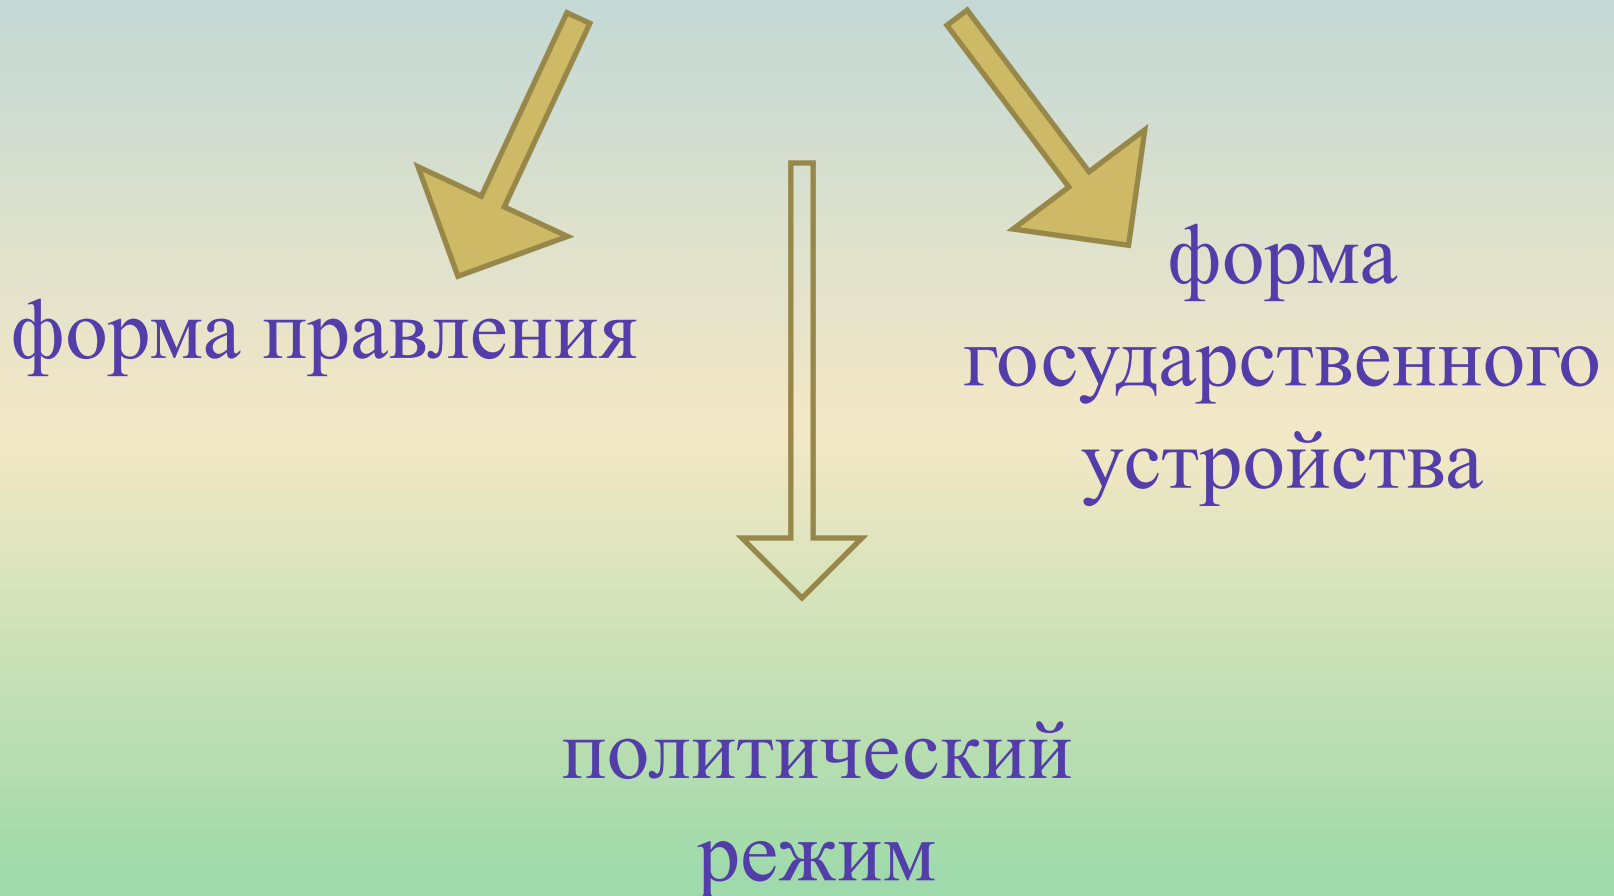 форма правления
форма
государственного
устройства
политический
режим